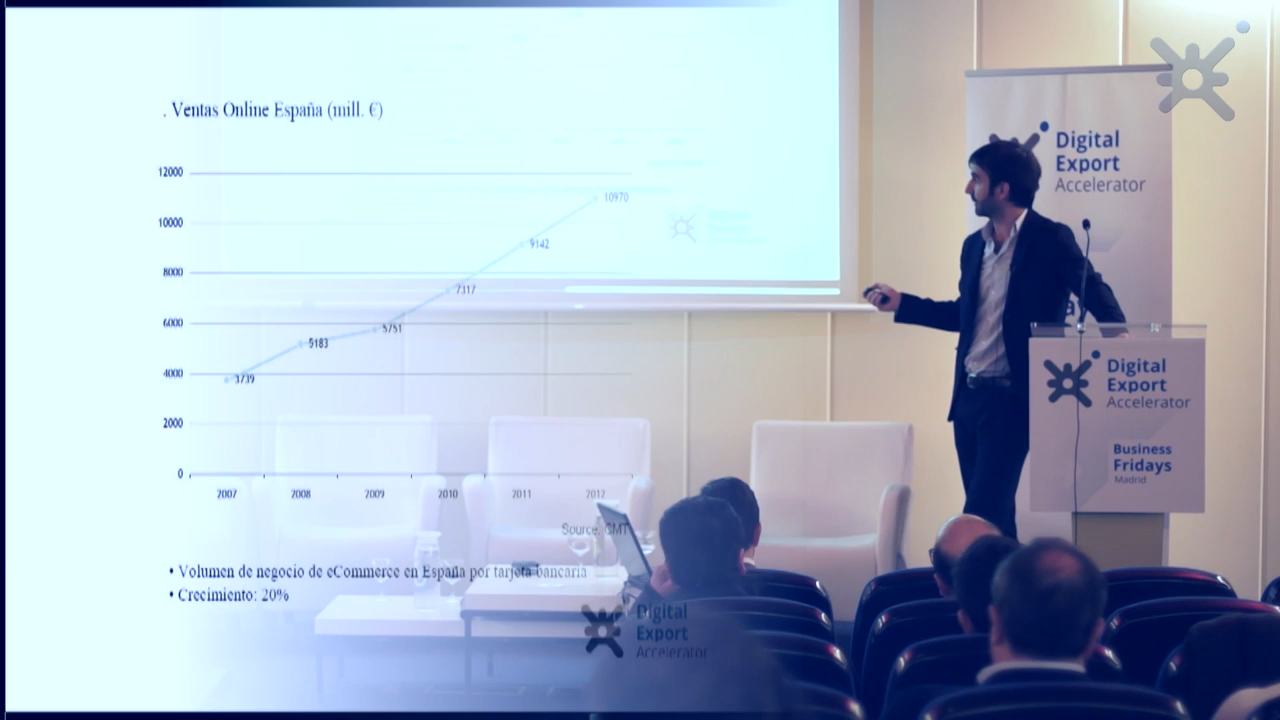 . Ventas Online España (mill. €)
12000
10000
8000
6000
4000
2000
0
3739
5183
5751
7317
9142
10970
2007
2008
2009
2010
2011
2012
Source: CMT
• Volumen de negocio de eCommerce en España por tarjeta bancaria
• Crecimiento: 20%
Digital
Export
Accelerator
Digital
Export
Accelerator
Business
Fridays
Madrid
Digital
Export
Accelerator